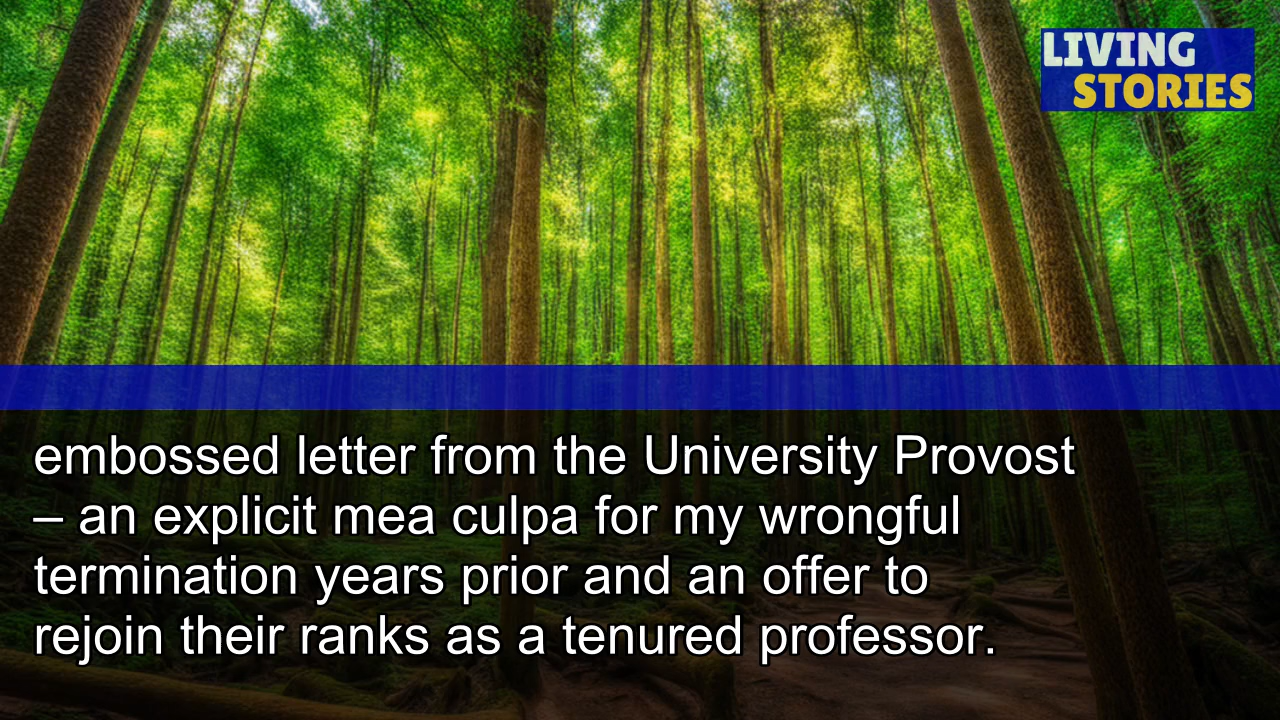 LIVING
STORIES
embossed letter from the University Provost
– an explicit mea culpa for my wrongful
termination years prior and an offer to
rejoin their ranks as a tenured professor.